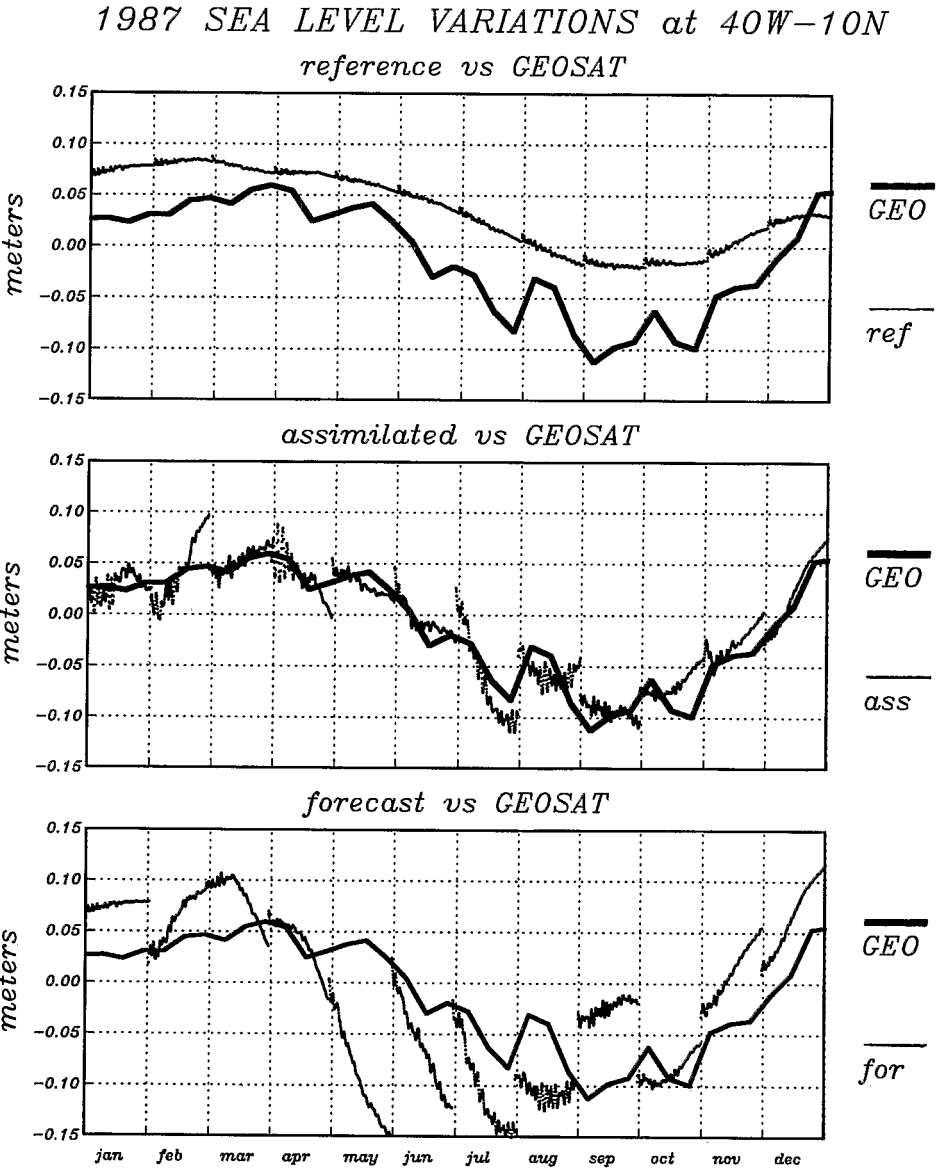 1987 SEA LEVEL VARIATIONS at 40W-10N
reference vs GEOSAT
0.15
0.10
0.05
0.00
-0.05
-0.10
-0.15
meters
GEO
ref
assimilated vs GEOSAT
0.15
0.10
0.05
0.00
-0.05
-0.10
-0.15
meters
GEO
ass
forecast vs GEOSAT
0.15
0.10
0.05
0.00
-0.05
-0.10
-0.15
meters
GEO
for
jan feb mar apr may jun jul aug sep oct nov dec